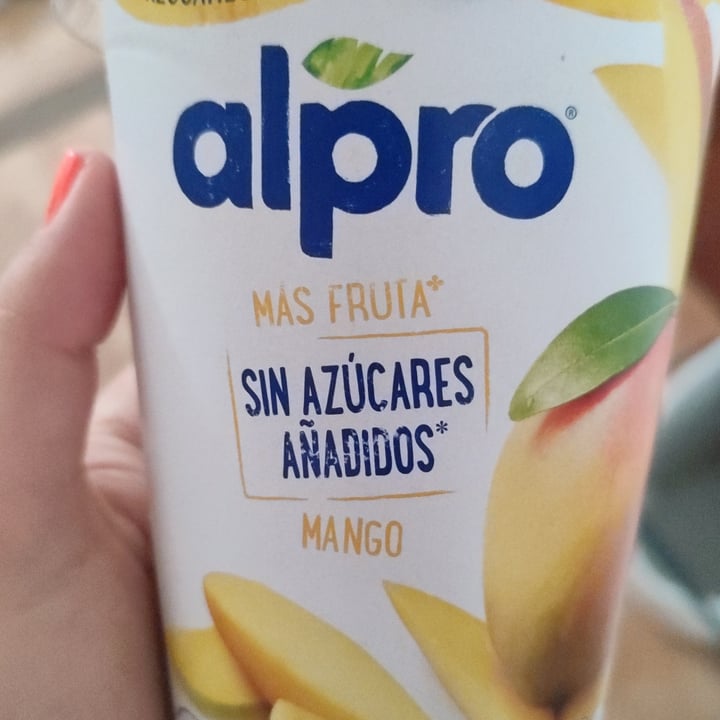 alpro®
MÁS FRUTA*
SIN AZÚCARES
AÑADIDOS*
MANGO